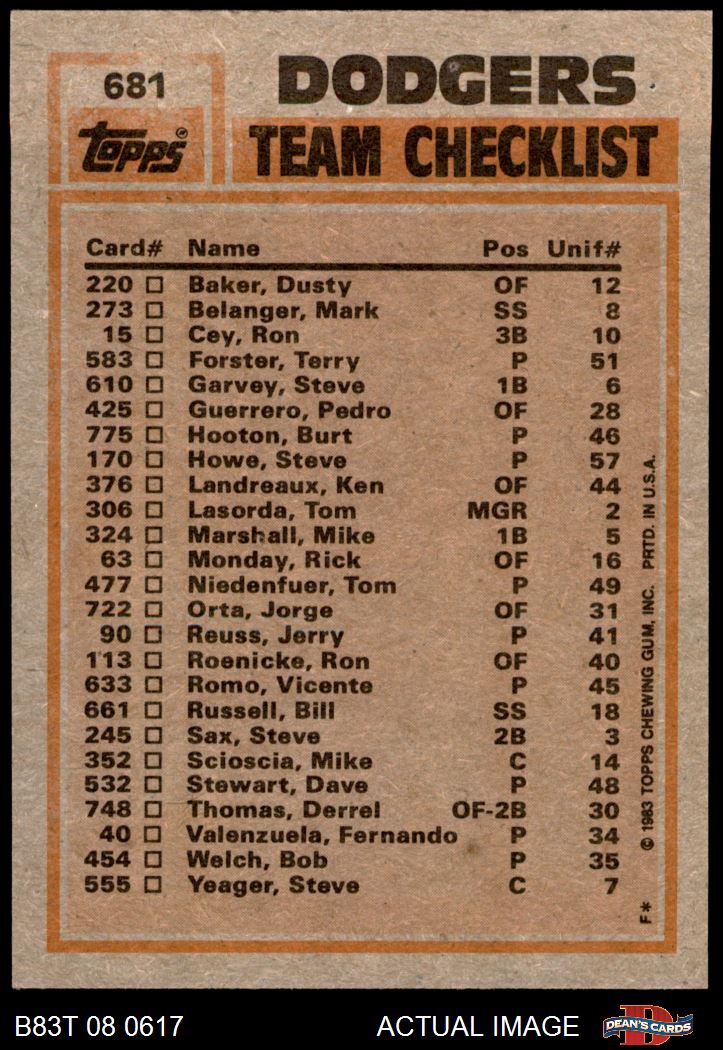 681
DODGERS
Topps®
TEAM CHECKLIST
Card# Name Pos Unif#
220 Baker, Dusty OF 12
273 Belanger, Mark SS 8
15 Cey, Ron 3B 10
583 Forster, Terry P 51
610 Garvey, Steve 1B 6
425 Guerrero, Pedro OF 28
775 Hooton, Burt P 46
170 Howe, Steve P 57
376 Landreaux, Ken OF 44
306 Lasorda, Tom MGR 2
324 Marshall, Mike 1B 5
63 Monday, Rick OF 16
477 Niedenfuer, Tom P 49
722 Orta, Jorge OF 31
90 Reuss, Jerry P 41
113 Roenicke, Ron OF 40
633 Romo, Vicente P 45
661 Russell, Bill SS 18
245 Sax, Steve 2B 3
352 Scioscia, Mike C 14
532 Stewart, Dave P 48
748 Thomas, Derrel OF-2B 30
40 Valenzuela, Fernando P 34
454 Welch, Bob P 35
555 Yeager, Steve C 7
F* © 1983 TOPPS CHEWING GUM, INC. PRTD. IN U.S.A.
B83T 08 0617 ACTUAL IMAGE
D
DEAN'S CARDS